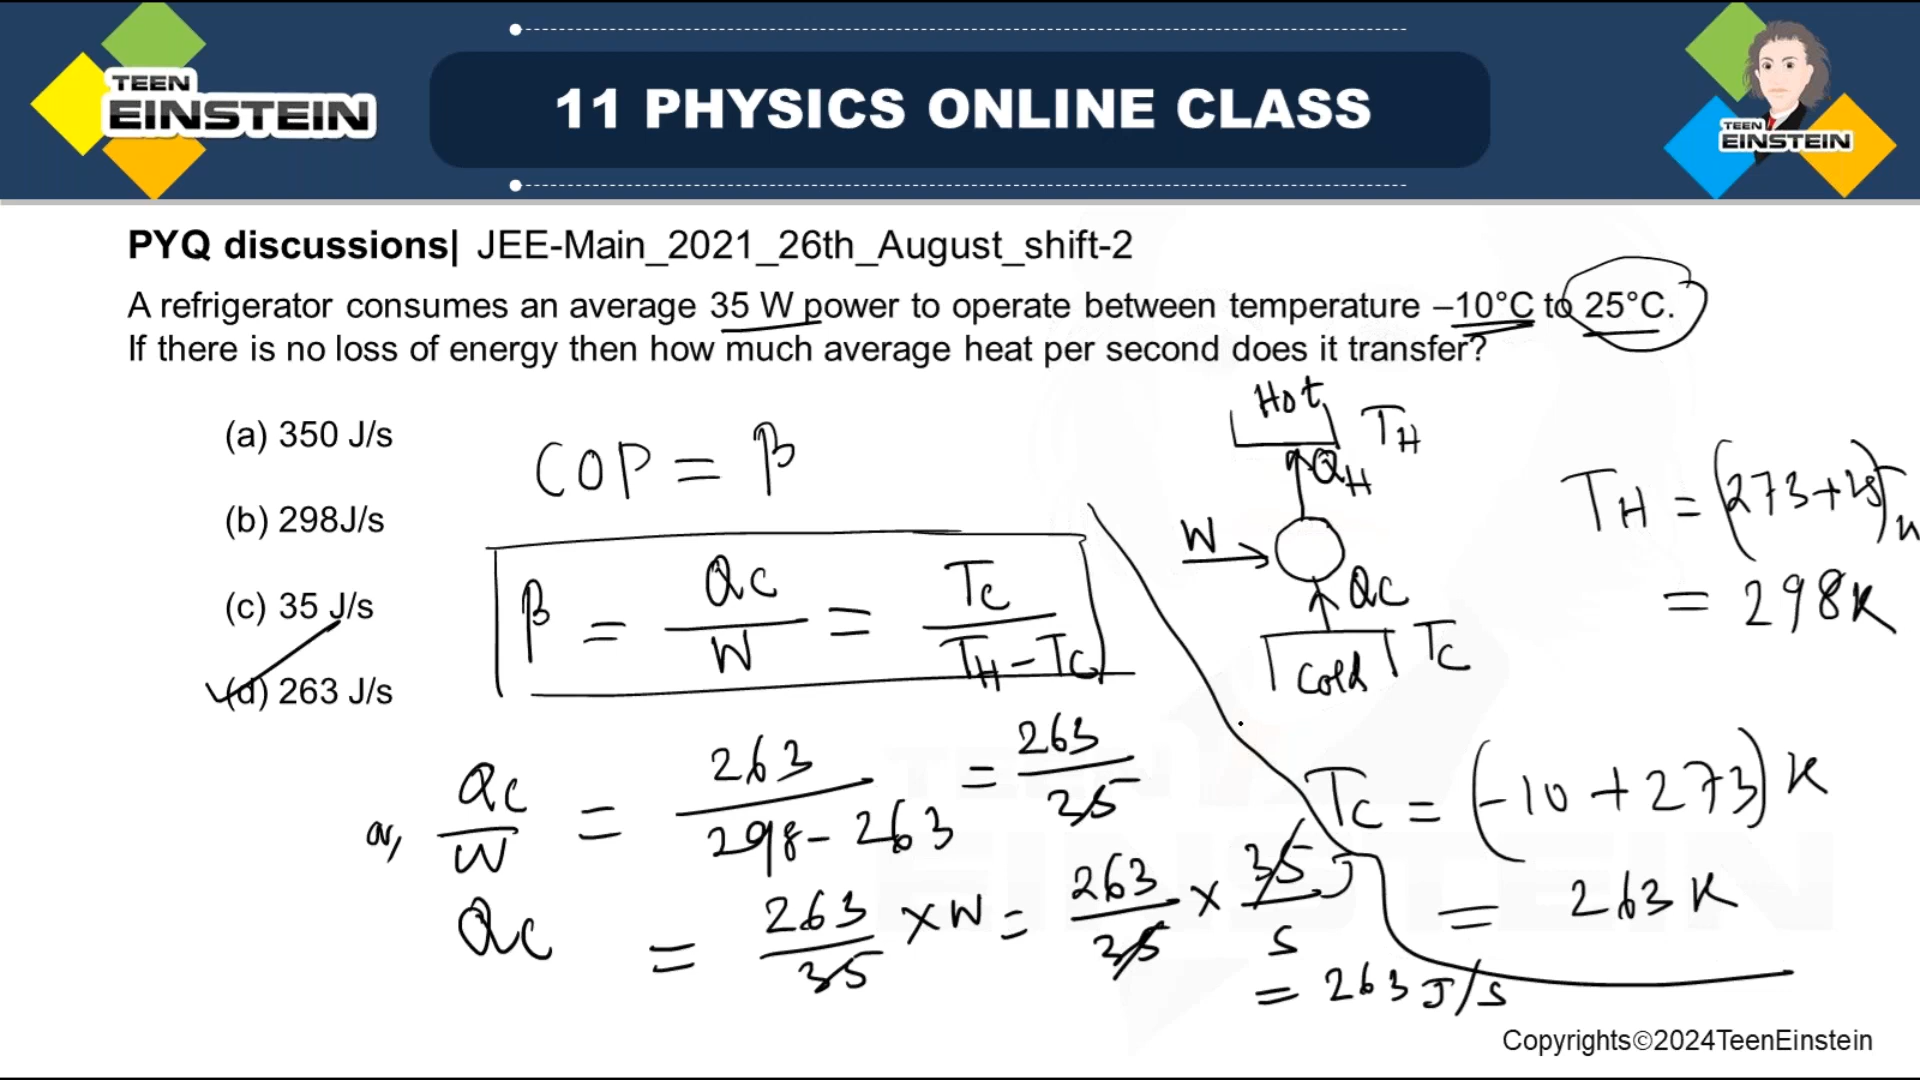 TEEN
EINSTEIN
11 PHYSICS ONLINE CLASS
TEEN
EINSTEIN
PYQ discussions| JEE-Main_2021_26th_August_shift-2
A refrigerator consumes an average 35 W power to operate between temperature –10°C to 25°C.
If there is no loss of energy then how much average heat per second does it transfer?
(a) 350 J/s
(b) 298J/s
(c) 35 J/s
(d) 263 J/s
COP = β
β = QC/W = TC/(TH – TC)
Hot TH
QH
W
QC
Cold TC
TH = (273+25)K
= 298K
TC = (-10+273)K
= 263K
or, QC/W = 263/(298-263) = 263/35
QC = 263/35 × W = 263/35 × 35 J/s
= 263 J/s
Copyrights©2024TeenEinstein